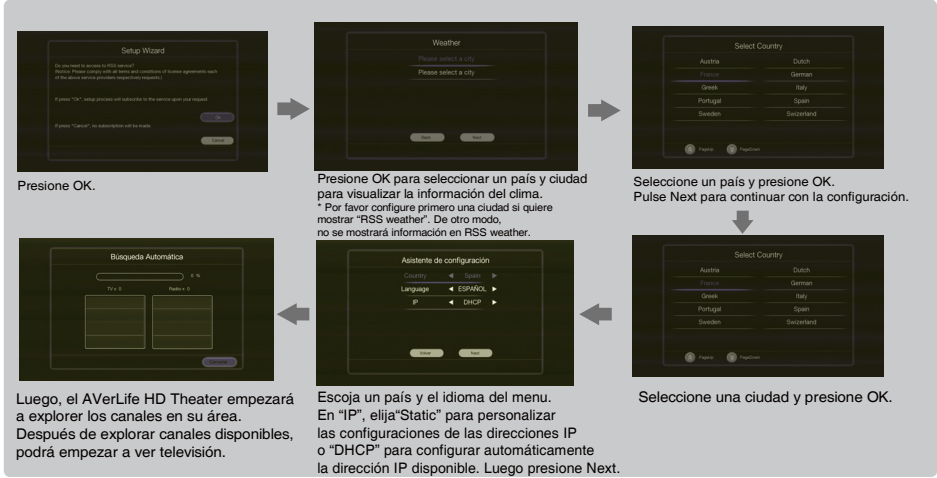 Setup Wizard
Do you need to access to RSS service?
(Notice: Please comply with all terms and conditions of license agreements each
of the above service providers respectively requests.)
If press "Ok", setup process will subscribe to the service upon your request.
Ok
If press "Cancel", no subscription will be made.
Cancel
Presione OK.
Weather
Please select a city
Please select a city
Back Next
Presione OK para seleccionar un país y ciudad
para visualizar la información del clima.
* Por favor configure primero una ciudad si quiere
mostrar “RSS weather”. De otro modo,
no se mostrará información en RSS weather.
Select Country
Austria Dutch
France German
Greek Italy
Portugal Spain
Sweden Swizerland
PageUp PageDown
Seleccione un país y presione OK.
Pulse Next para continuar con la configuración.
Select Country
Austria Dutch
France German
Greek Italy
Portugal Spain
Sweden Swizerland
PageUp PageDown
Seleccione una ciudad y presione OK.
Asistente de configuración
Country ◄ Spain ►
Language ◄ ESPAÑOL ►
IP ◄ DHCP ►
Volver Next
Escoja un país y el idioma del menu.
En “IP”, elija“Static” para personalizar
las configuraciones de las direcciones IP
o “DHCP” para configurar automáticamente
la dirección IP disponible. Luego presione Next.
Búsqueda Automática
0 %
TV x 0 Radio x 0
Cancelar
Luego, el AVerLife HD Theater empezará
a explorar los canales en su área.
Después de explorar canales disponibles,
podrá empezar a ver televisión.